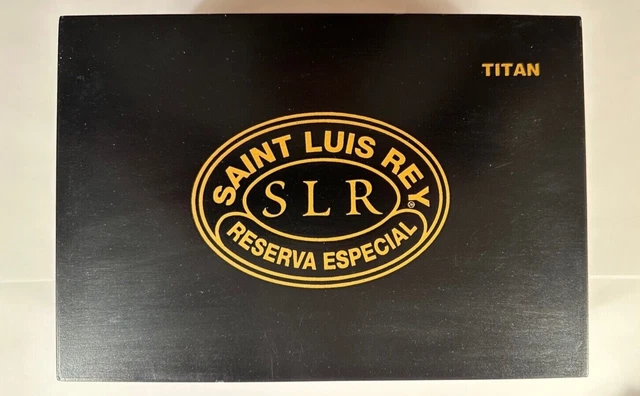 TITAN
SAINT LUIS REY®
SLR
RESERVA ESPECIAL